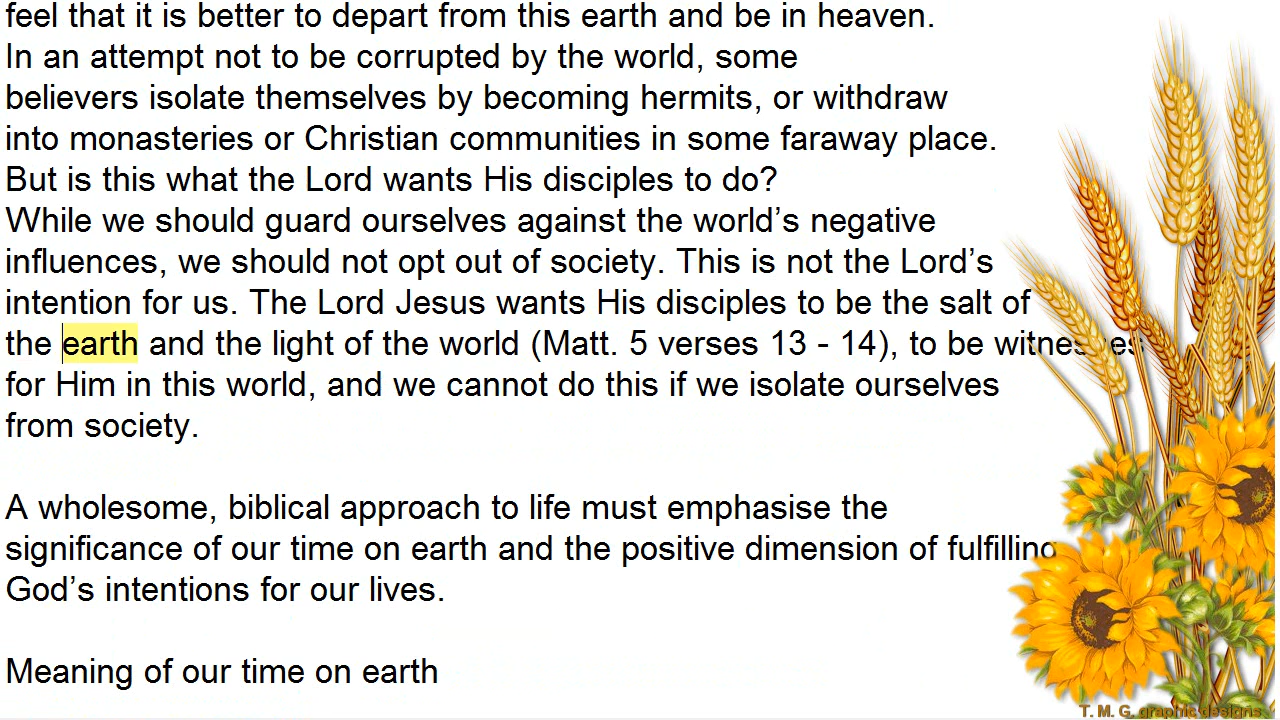 feel that it is better to depart from this earth and be in heaven.
In an attempt not to be corrupted by the world, some
believers isolate themselves by becoming hermits, or withdraw
into monasteries or Christian communities in some faraway place.
But is this what the Lord wants His disciples to do?
While we should guard ourselves against the world’s negative
influences, we should not opt out of society. This is not the Lord’s
intention for us. The Lord Jesus wants His disciples to be the salt of
the earth and the light of the world (Matt. 5 verses 13 - 14), to be witnesses
for Him in this world, and we cannot do this if we isolate ourselves
from society.
A wholesome, biblical approach to life must emphasise the
significance of our time on earth and the positive dimension of fulfilling
God’s intentions for our lives.
Meaning of our time on earth
T. M. G. graphic designs